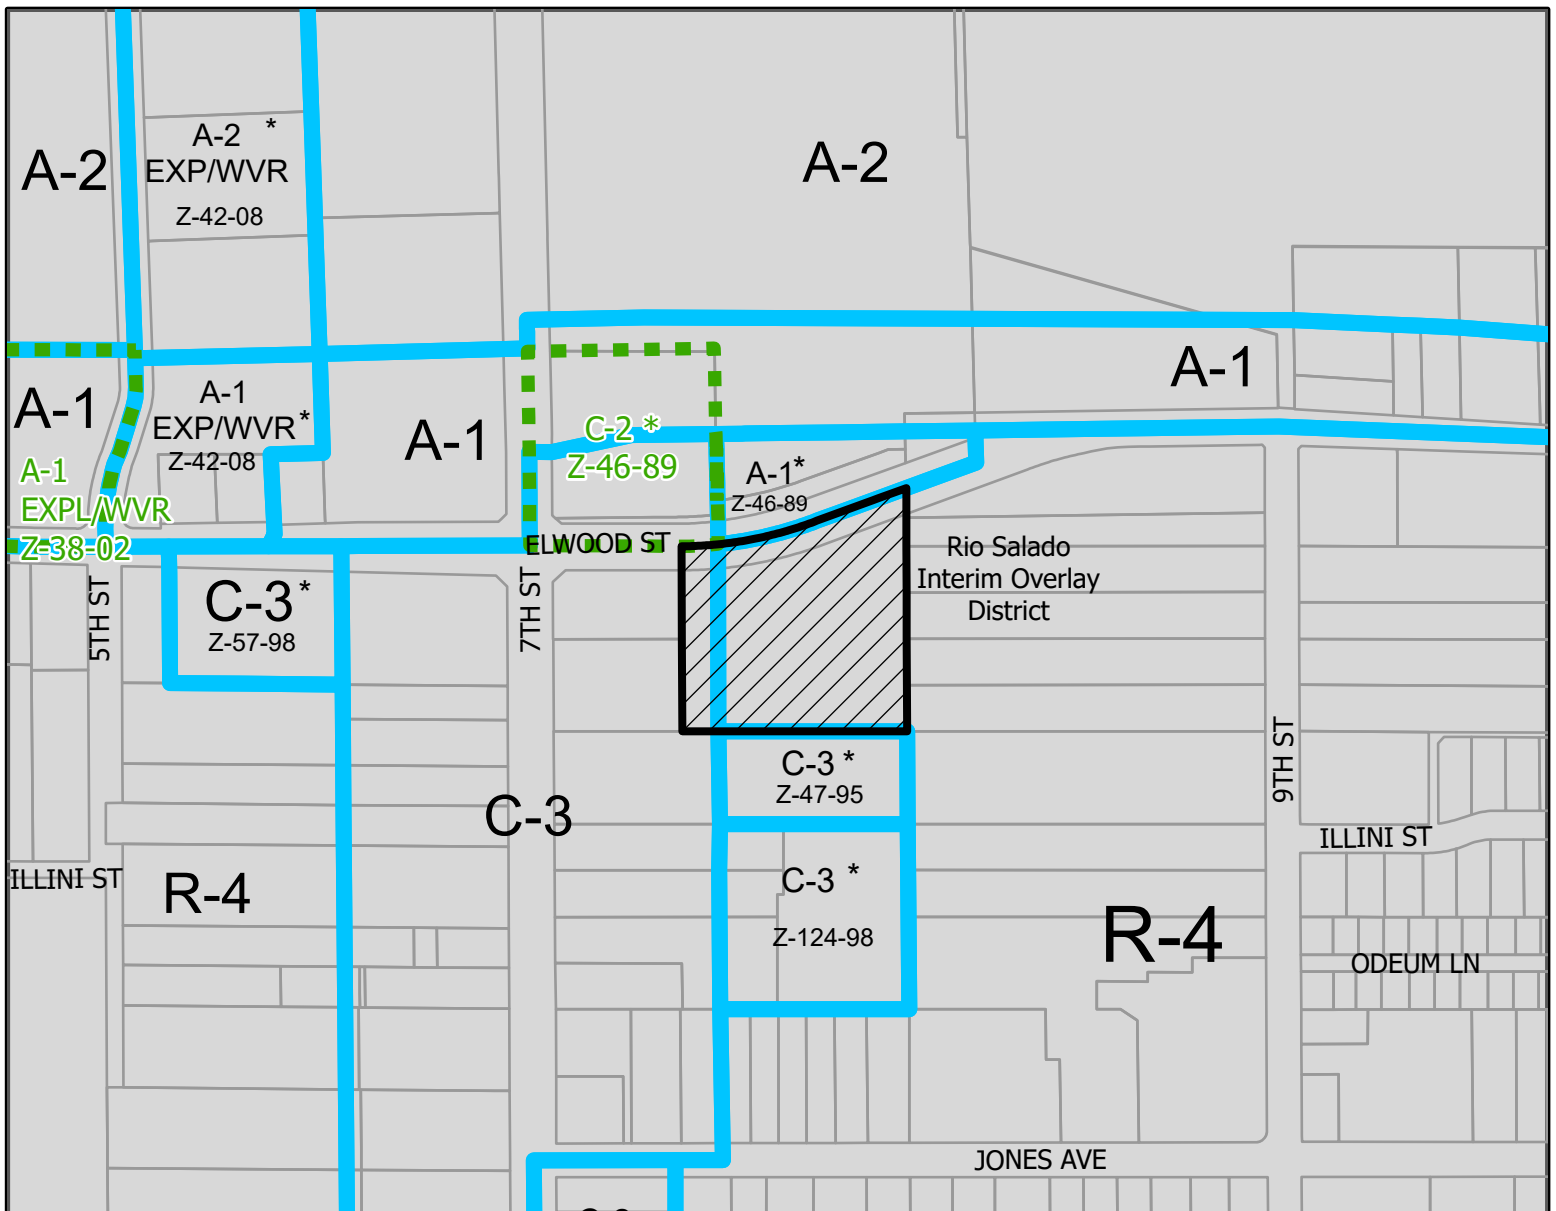 A-2
A-2 *
EXP/WVR
Z-42-08
A-2
A-1
A-1
EXP/WVR *
Z-42-08
A-1
A-1
C-2 *
Z-46-89
A-1*
Z-46-89
A-1
EXPL/WVR
Z-38-02
ELWOOD ST
Rio Salado
Interim Overlay
District
5TH ST
C-3*
Z-57-98
7TH ST
9TH ST
C-3 *
Z-47-95
C-3
ILLINI ST
ILLINI ST
R-4
C-3 *
Z-124-98
R-4
ODEUM LN
JONES AVE